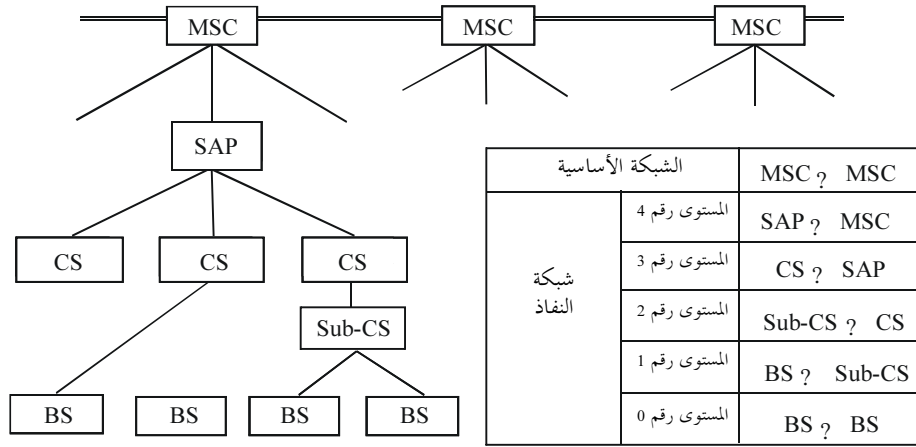 MSC MSC MSC
SAP
CS CS CS
Sub-CS
BS BS BS BS
الشبكة الأساسية MSC ? MSC
شبكة النفاذ
المستوى رقم 4 SAP ? MSC
المستوى رقم 3 CS ? SAP
المستوى رقم 2 Sub-CS ? CS
المستوى رقم 1 BS ? Sub-CS
المستوى رقم 0 BS ? BS